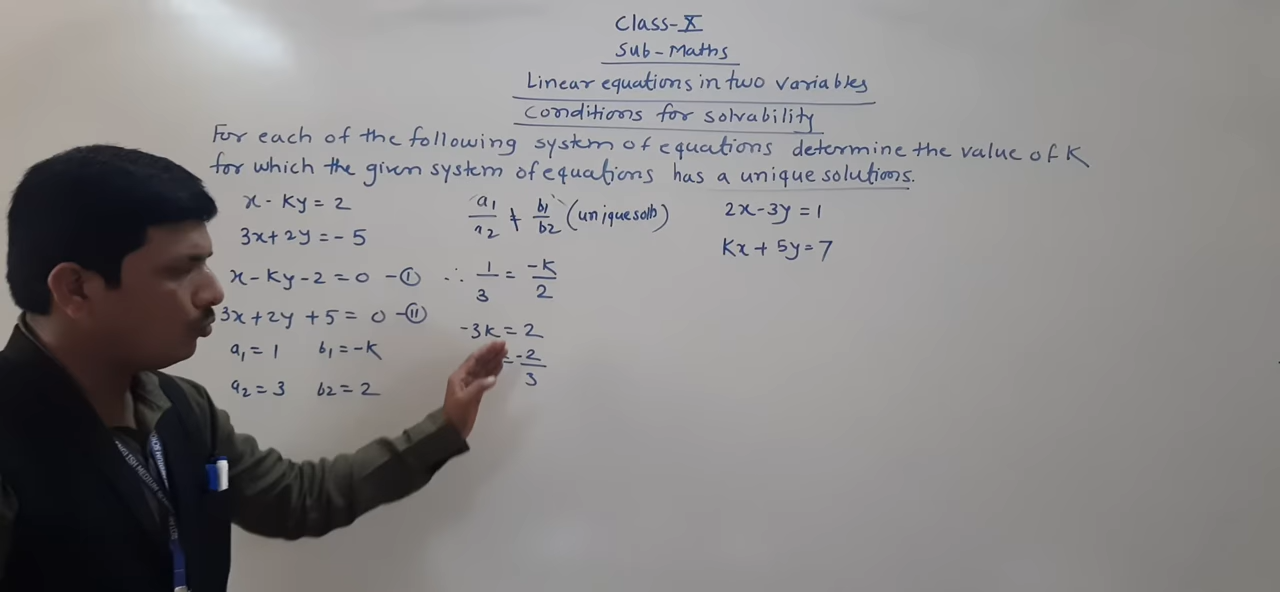 Class-X
Sub-Maths
Linear equations in two variables
Conditions for solvability
For each of the following system of equations determine the value of K
for which the given system of equations has a unique solutions.
x - Ky = 2
3x + 2y = - 5
x - Ky - 2 = 0 - I
3x + 2y + 5 = 0 - II
a1 = 1 b1 = -K
a2 = 3 b2 = 2
a1/a2 ≠ b1/b2 (unique soln)
∴ 1/3 = -K/2
-3K = 2
= -2/3
2x - 3y = 1
Kx + 5y = 7
ENGLISH MEDIUM